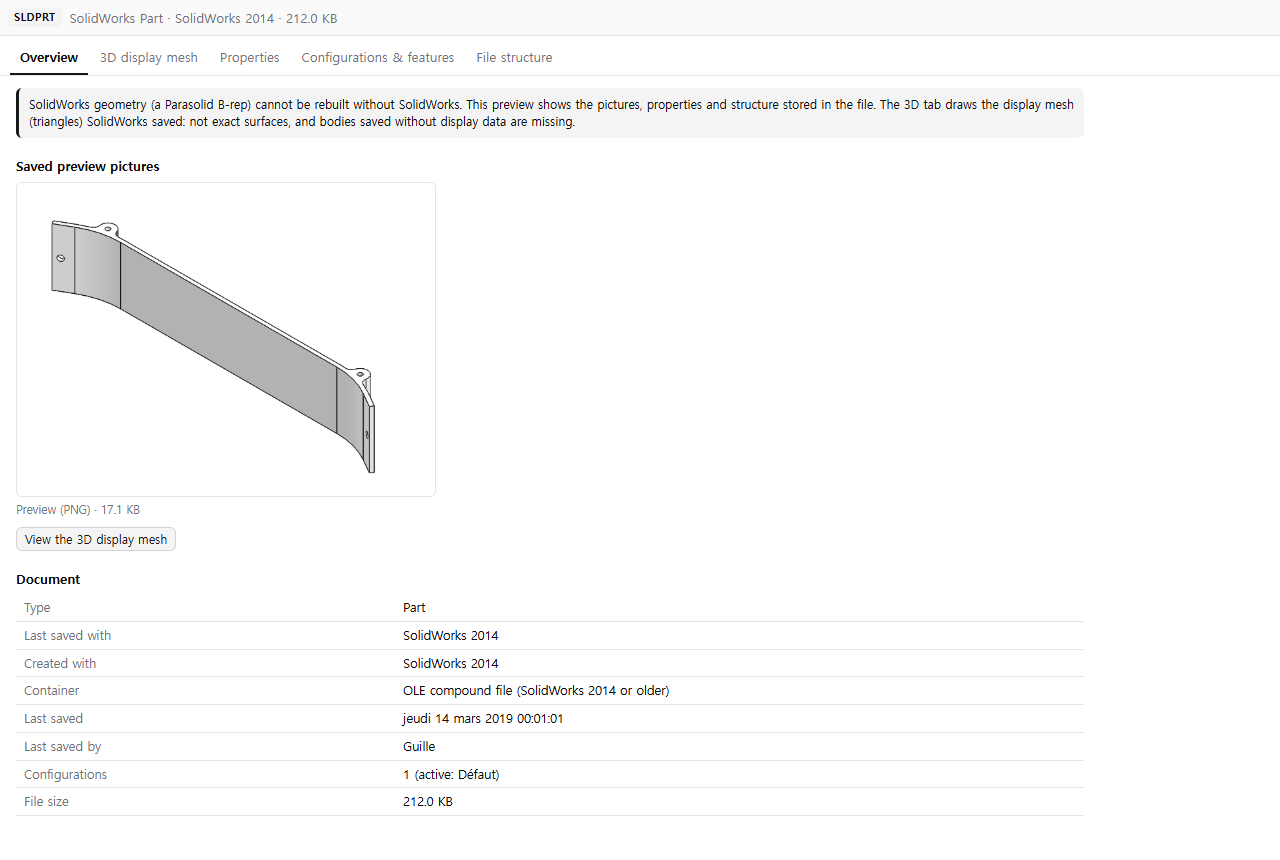 SLDPRT SolidWorks Part · SolidWorks 2014 · 212.0 KB
Overview 3D display mesh Properties Configurations & features File structure
SolidWorks geometry (a Parasolid B-rep) cannot be rebuilt without SolidWorks. This preview shows the pictures, properties and structure stored in the file. The 3D tab draws the display mesh
(triangles) SolidWorks saved: not exact surfaces, and bodies saved without display data are missing.
Saved preview pictures
Preview (PNG) · 17.1 KB
View the 3D display mesh
Document
Type Part
Last saved with SolidWorks 2014
Created with SolidWorks 2014
Container OLE compound file (SolidWorks 2014 or older)
Last saved jeudi 14 mars 2019 00:01:01
Last saved by Guille
Configurations 1 (active: Défaut)
File size 212.0 KB